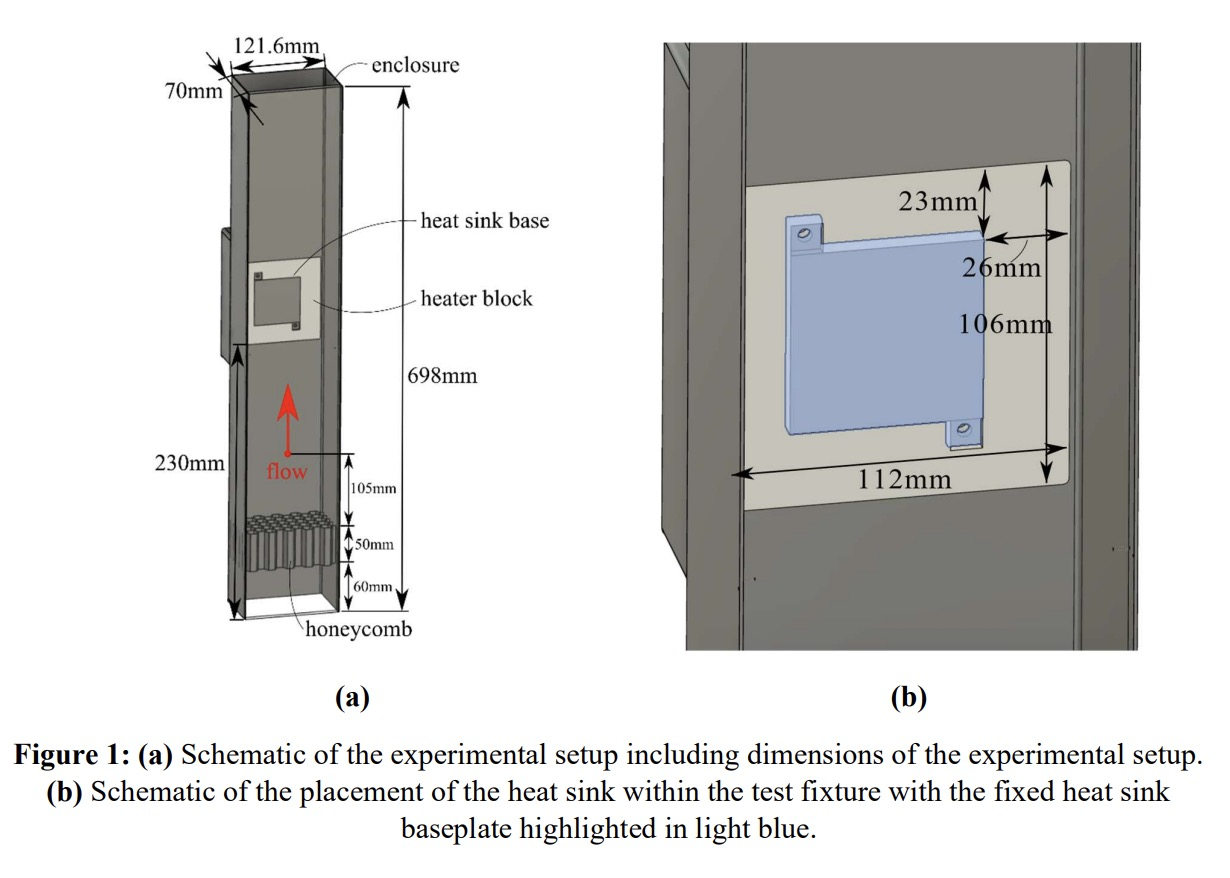 121.6mm
enclosure
70mm
heat sink base
heater block
698mm
230mm
flow
105mm
50mm
60mm
honeycomb
(a)
23mm
26mm
106mm
112mm
(b)
Figure 1: (a) Schematic of the experimental setup including dimensions of the experimental setup.
(b) Schematic of the placement of the heat sink within the test fixture with the fixed heat sink
baseplate highlighted in light blue.